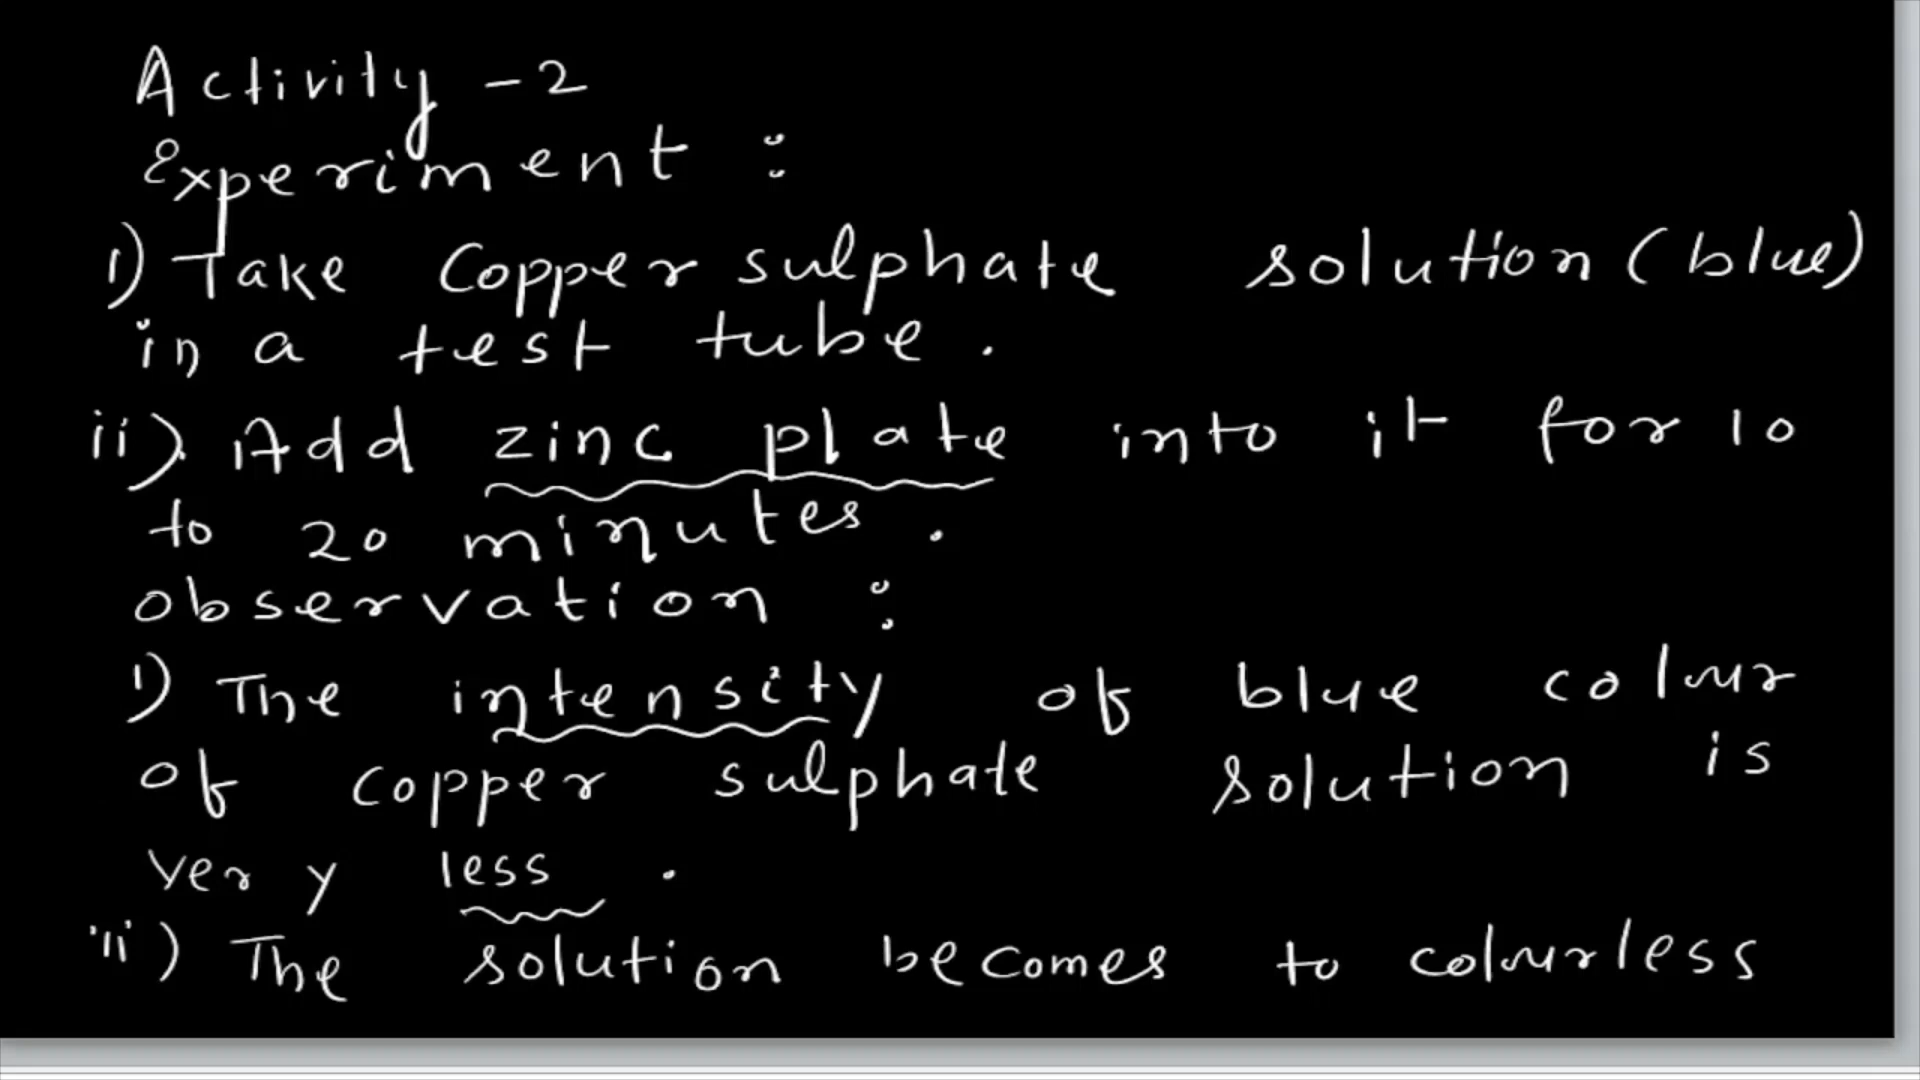 Activity -2
Experiment :
i) Take Copper sulphate solution (blue)
in a test tube.
ii) Add zinc plate into it for 10
to 20 minutes.
observation :
i) The intensity of blue colour
of copper sulphate solution is
very less.
ii) The solution becomes to colourless